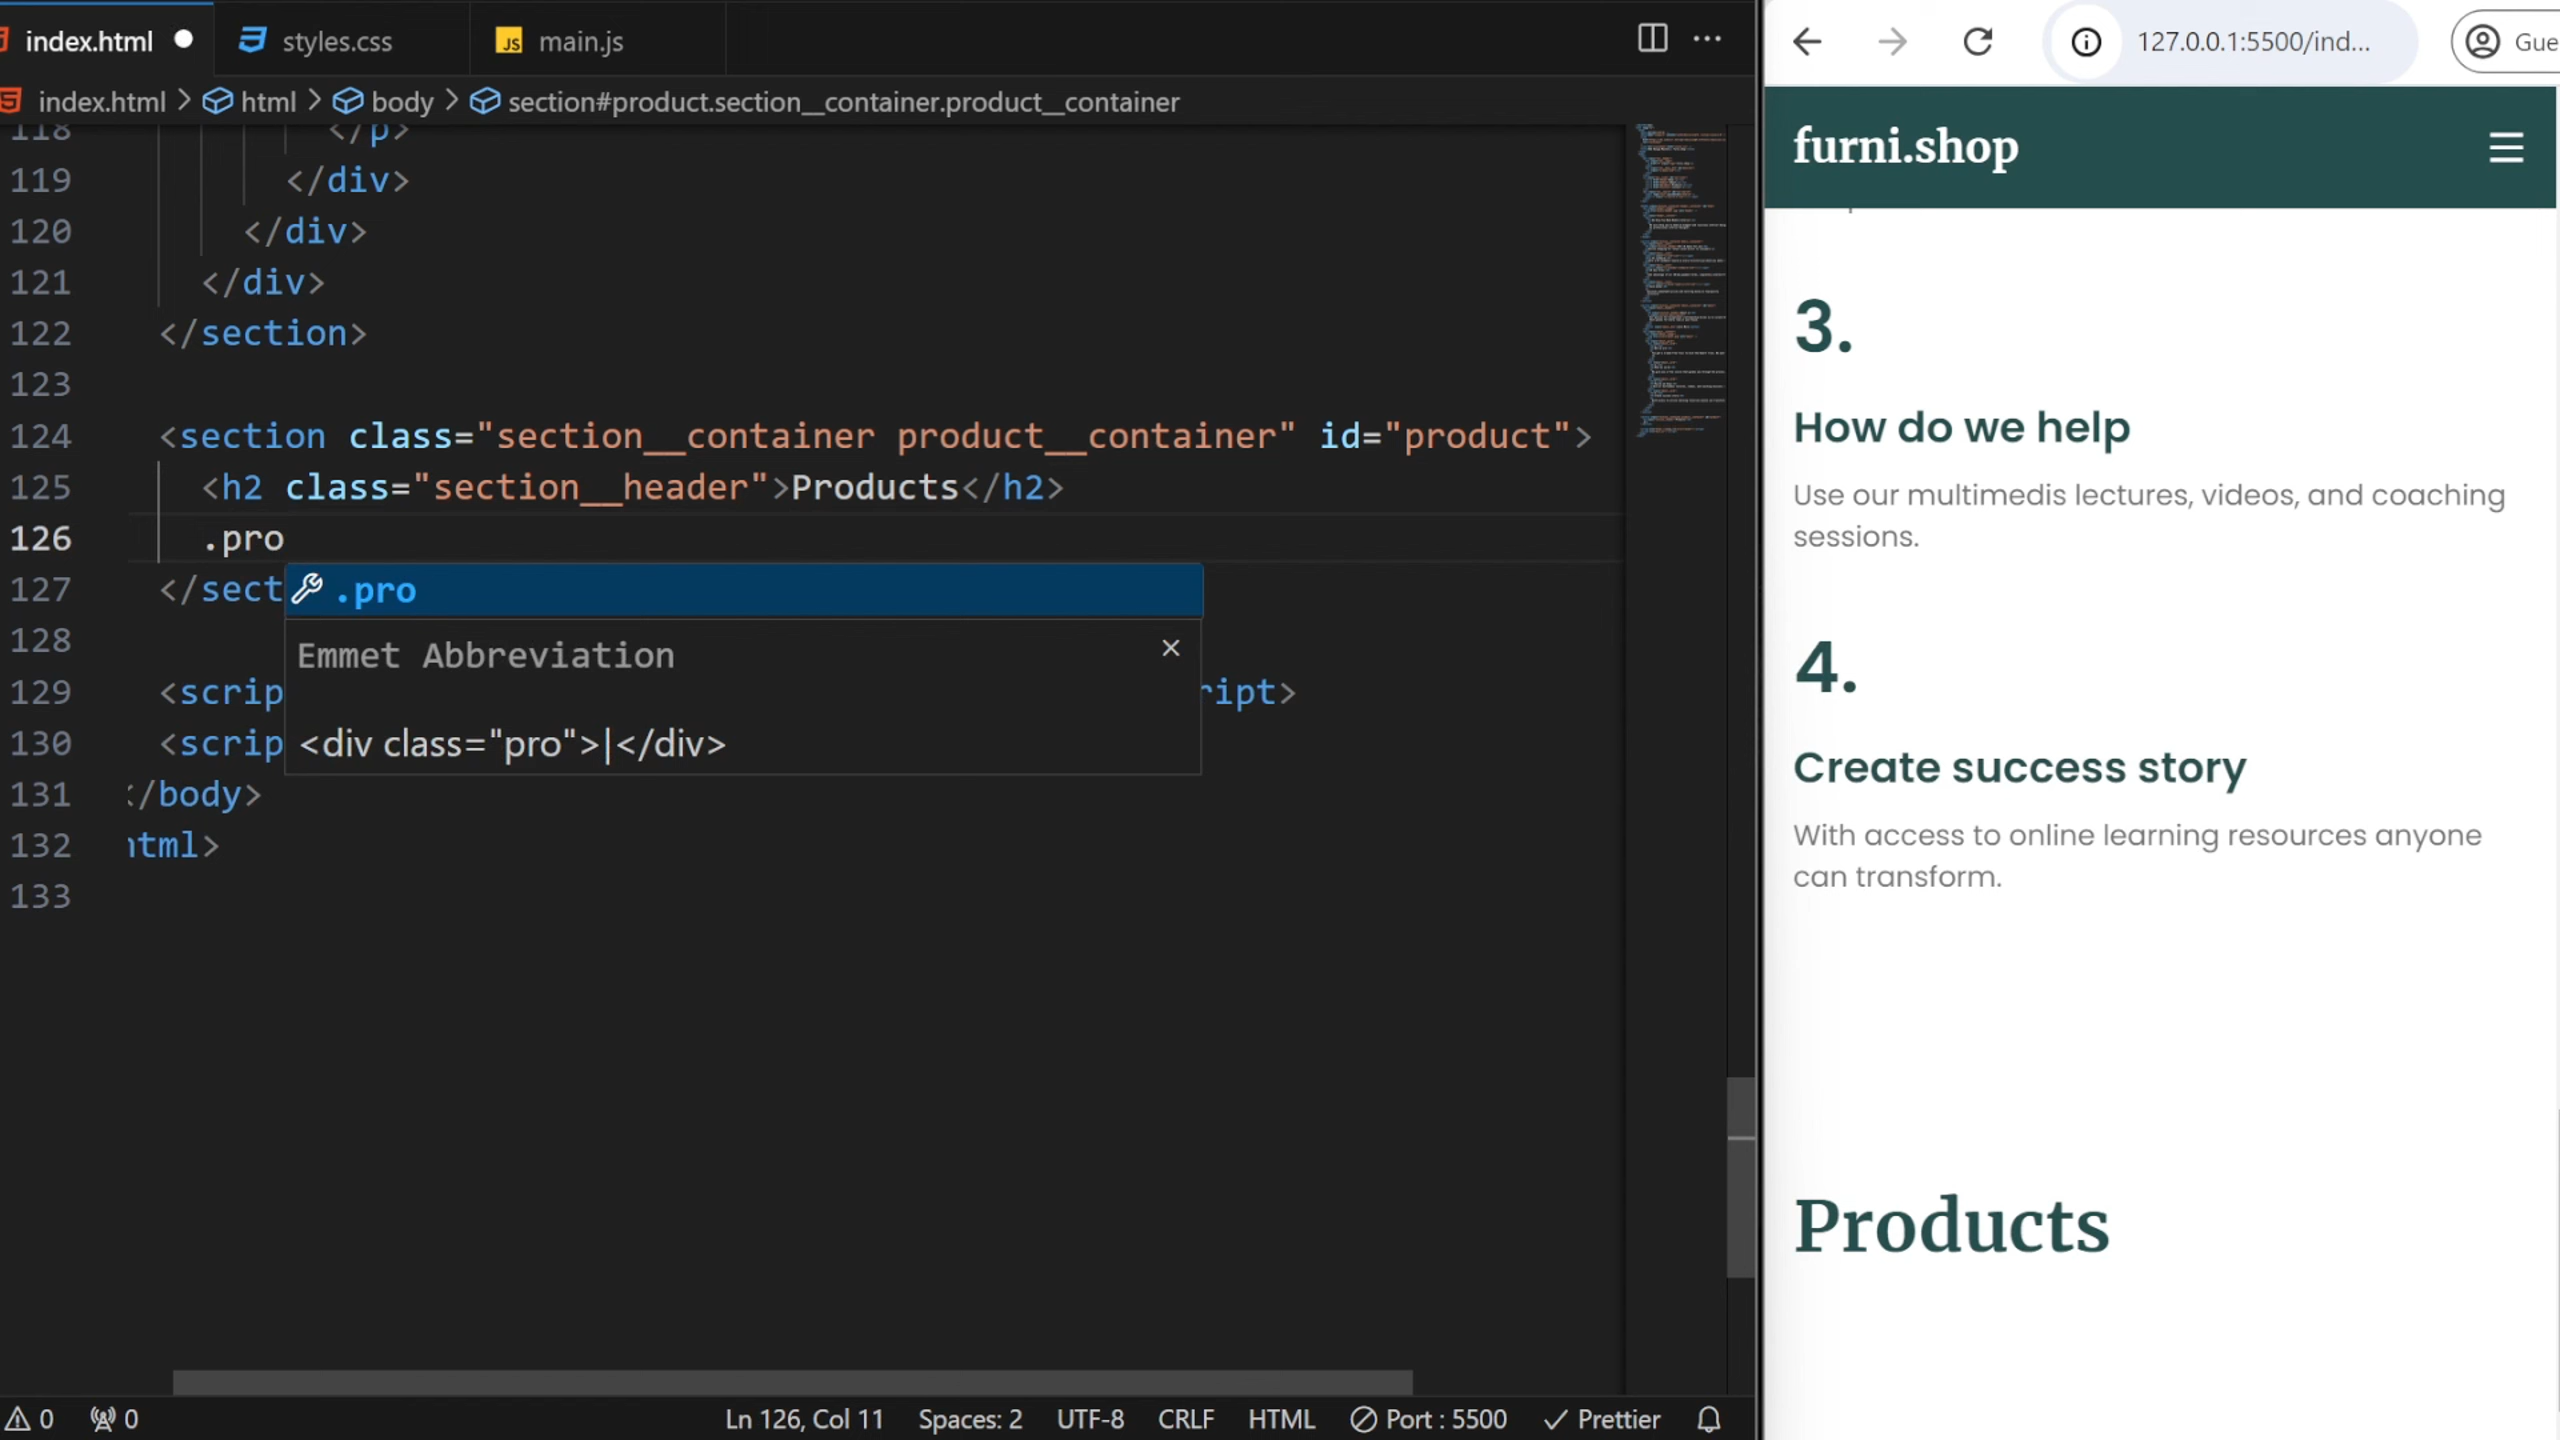 index.html
styles.css
JS main.js
index.html > html > body > section#product.section__container.product__container
118 </p>
119 </div>
120 </div>
121 </div>
122 </section>
123
124 <section class="section__container product__container" id="product">
125 <h2 class="section__header">Products</h2>
126 .pro
127 </sect
.pro
128
Emmet Abbreviation
129 <scrip ript>
130 <scrip
<div class="pro">|</div>
131 </body>
132 html>
133
0 0
Ln 126, Col 11
Spaces: 2
UTF-8
CRLF
HTML
Port : 5500
Prettier
127.0.0.1:5500/ind...
Gue
furni.shop
3.
How do we help
Use our multimedis lectures, videos, and coaching
sessions.
4.
Create success story
With access to online learning resources anyone
can transform.
Products